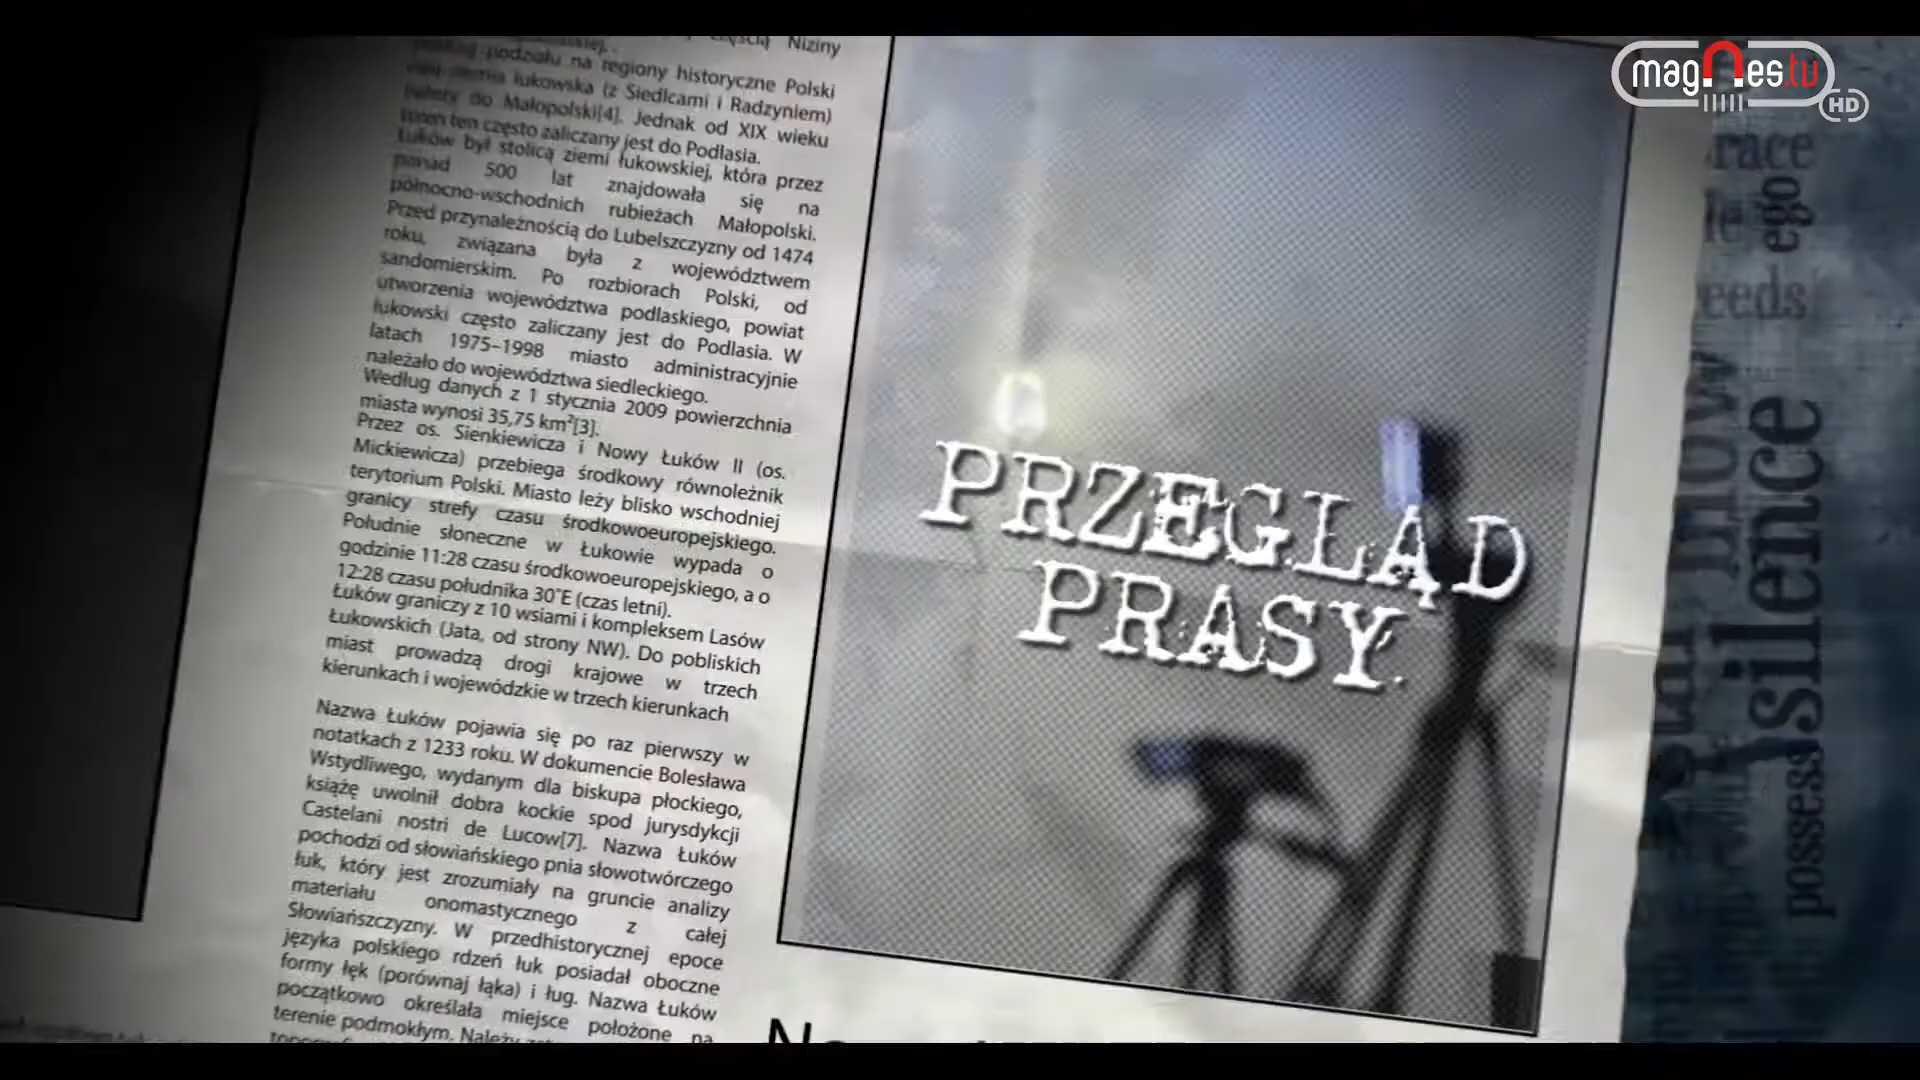 częścią Niziny
podziału na regiony historyczne Polski
ziemia łukowska (z Siedlcami i Radzyniem)
należy do Małopolski[4]. Jednak od XIX wieku
teren ten często zaliczany jest do Podlasia.
Łuków był stolicą ziemi łukowskiej, która przez
ponad 500 lat znajdowała się na
północno-wschodnich rubieżach Małopolski.
Przed przynależnością do Lubelszczyzny od 1474
roku, związana była z województwem
sandomierskim. Po rozbiorach Polski, od
utworzenia województwa podlaskiego, powiat
łukowski często zaliczany jest do Podlasia. W
latach 1975–1998 miasto administracyjnie
należało do województwa siedleckiego.
Według danych z 1 stycznia 2009 powierzchnia
miasta wynosi 35,75 km²[3].
Przez os. Sienkiewicza i Nowy Łuków II (os.
Mickiewicza) przebiega środkowy równoleżnik
terytorium Polski. Miasto leży blisko wschodniej
granicy strefy czasu środkowoeuropejskiego.
Południe słoneczne w Łukowie wypada o
godzinie 11:28 czasu środkowoeuropejskiego, a o
12:28 czasu południka 30°E (czas letni).
Łuków graniczy z 10 wsiami i kompleksem Lasów
Łukowskich (Jata, od strony NW). Do pobliskich
miast prowadzą drogi krajowe w trzech
kierunkach i wojewódzkie w trzech kierunkach
Nazwa Łuków pojawia się po raz pierwszy w
notatkach z 1233 roku. W dokumencie Bolesława
Wstydliwego, wydanym dla biskupa płockiego,
książę uwolnił dobra kockie spod jurysdykcji
Castelani nostri de Lucow[7]. Nazwa Łuków
pochodzi od słowiańskiego pnia słowotwórczego
łuk, który jest zrozumiały na gruncie analizy
materiału onomastycznego z całej
Słowiańszczyzny. W przedhistorycznej epoce
języka polskiego rdzeń łuk posiadał oboczne
formy łęk (porównaj łąka) i ług. Nazwa Łuków
początkowo określała miejsce położone na
terenie podmokłym. Należy
PRZEGLĄD
PRASY.
magnes.tv
HD
race
ego
eeds
silence
possess